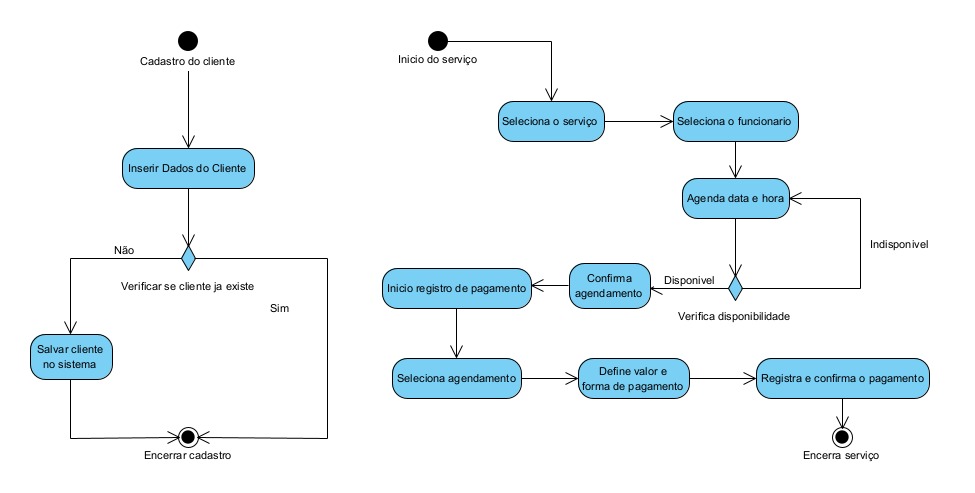 Cadastro do cliente
Inserir Dados do Cliente
Não
Verificar se cliente ja existe
Sim
Salvar cliente
no sistema
Encerrar cadastro
Inicio do serviço
Seleciona o serviço
Seleciona o funcionario
Agenda data e hora
Indisponivel
Disponivel
Verifica disponibilidade
Confirma
agendamento
Inicio registro de pagamento
Seleciona agendamento
Define valor e
forma de pagamento
Registra e confirma o pagamento
Encerra serviço